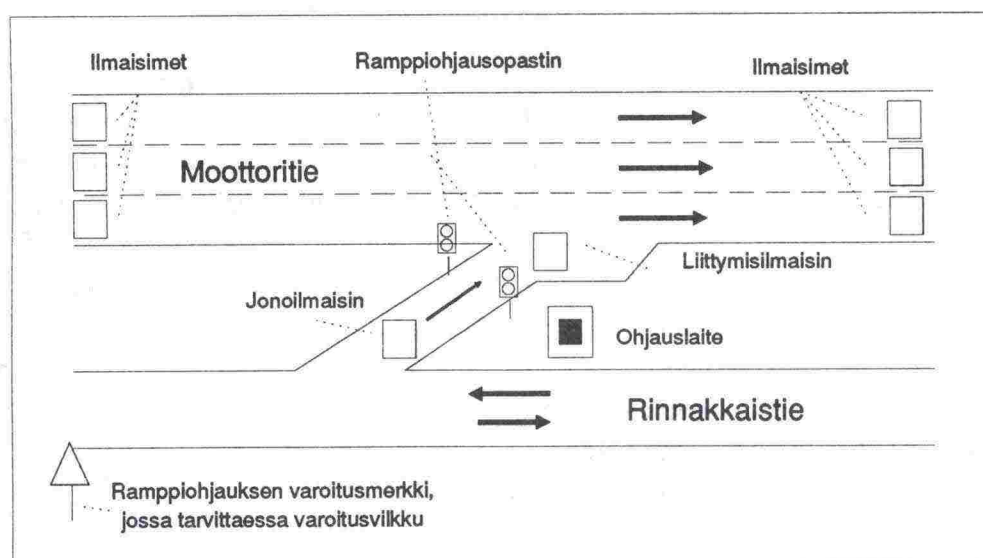 Ilmaisimet
Ramppiohjausopastin
Ilmaisimet
Moottoritie
Liittymisilmaisin
Jonoilmaisin
Ohjauslaite
Rinnakkaistie
Ramppiohjauksen varoitusmerkki,
jossa tarvittaessa varoitusvilkku